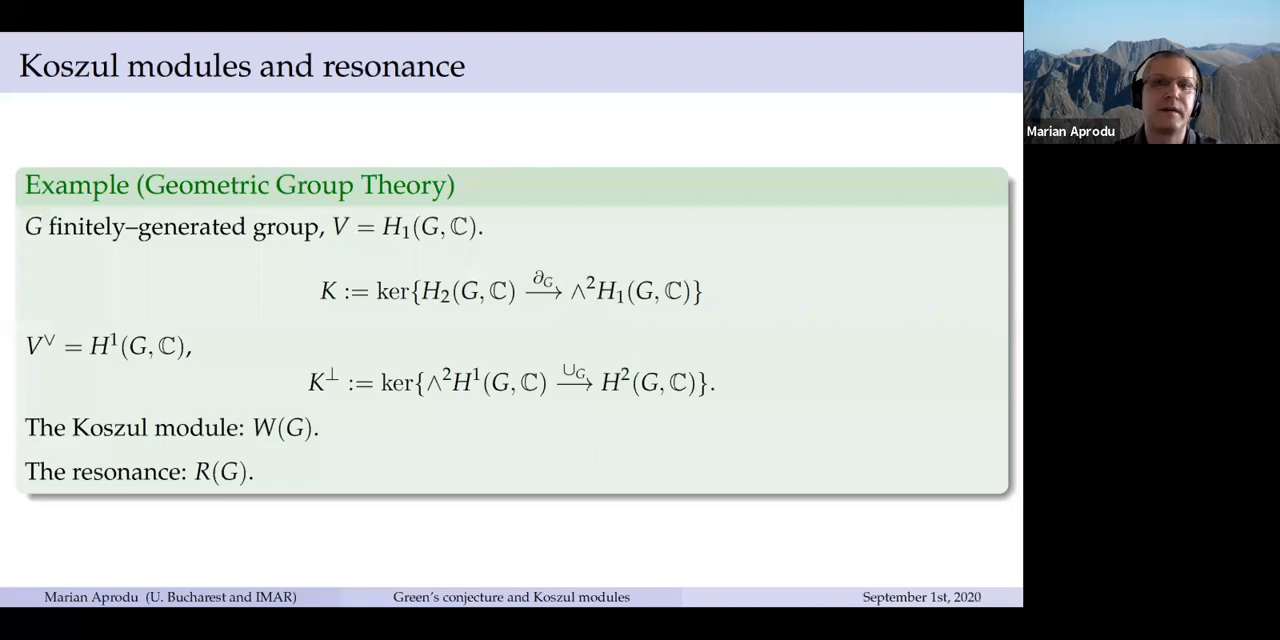 Koszul modules and resonance
Marian Aprodu
Example (Geometric Group Theory)
G finitely–generated group, V = H₁(G, ℂ).
K := ker{H₂(G, ℂ) ∂_G⟶ ∧²H₁(G, ℂ)}
V^∨ = H¹(G, ℂ),
K^⊥ := ker{∧²H¹(G, ℂ) ∪_G⟶ H²(G, ℂ)}.
The Koszul module: W(G).
The resonance: R(G).
Marian Aprodu (U. Bucharest and IMAR) Green's conjecture and Koszul modules September 1st, 2020